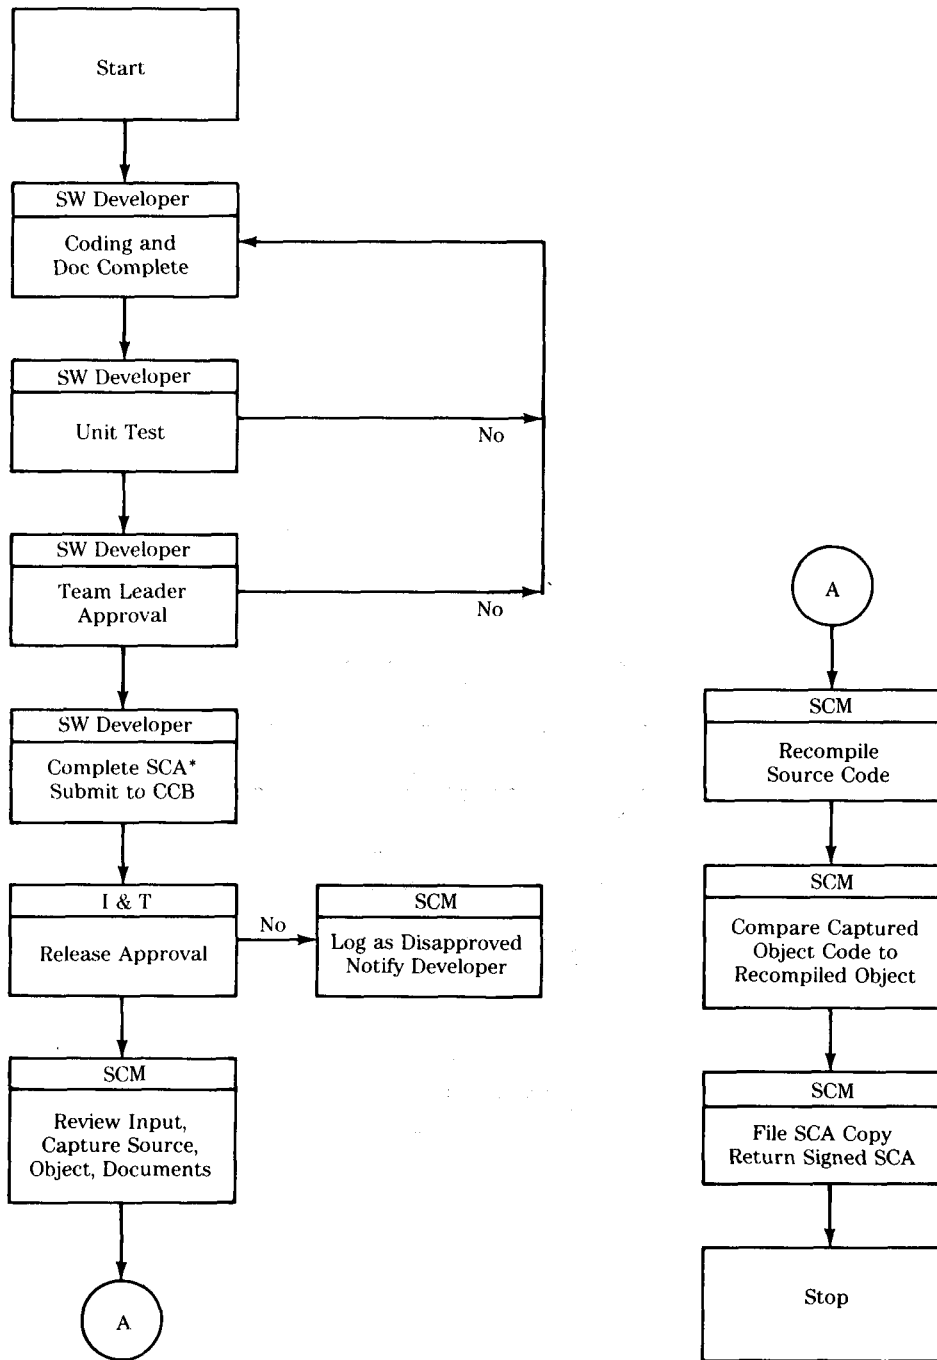 Start
SW Developer
Coding and
Doc Complete
SW Developer
Unit Test
No
SW Developer
Team Leader
Approval
No
SW Developer
Complete SCA*
Submit to CCB
I & T
Release Approval
No
SCM
Log as Disapproved
Notify Developer
SCM
Review Input,
Capture Source,
Object, Documents
A
A
SCM
Recompile
Source Code
SCM
Compare Captured
Object Code to
Recompiled Object
SCM
File SCA Copy
Return Signed SCA
Stop